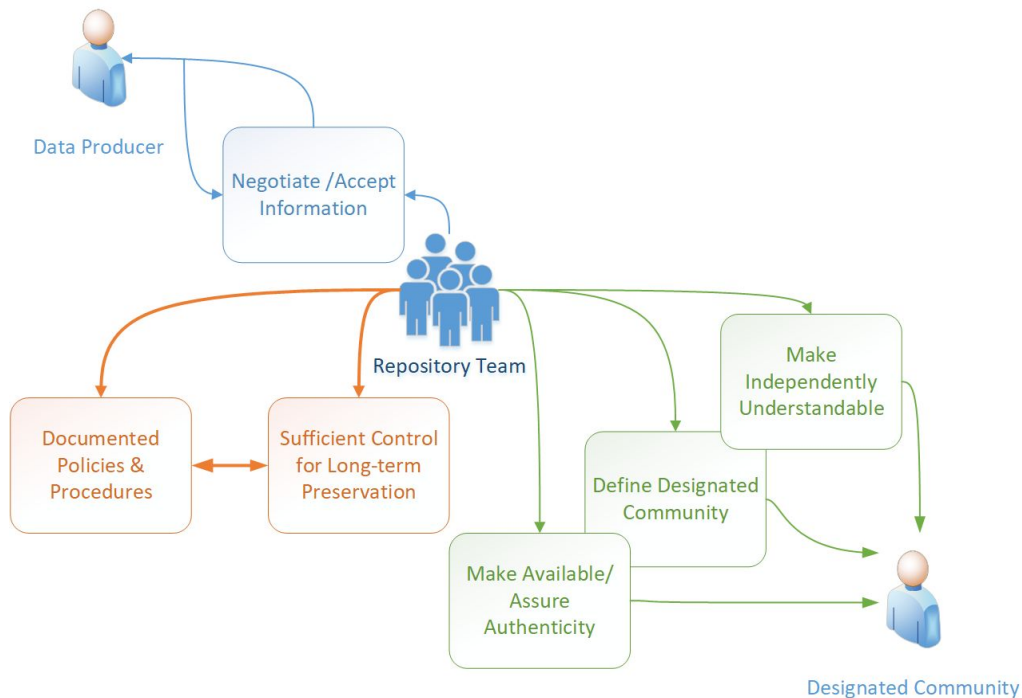 Data Producer
Negotiate /Accept
Information
Repository Team
Make
Independently
Understandable
Documented
Policies &
Procedures
Sufficient Control
for Long-term
Preservation
Define Designated
Community
Make Available/
Assure
Authenticity
Designated Community